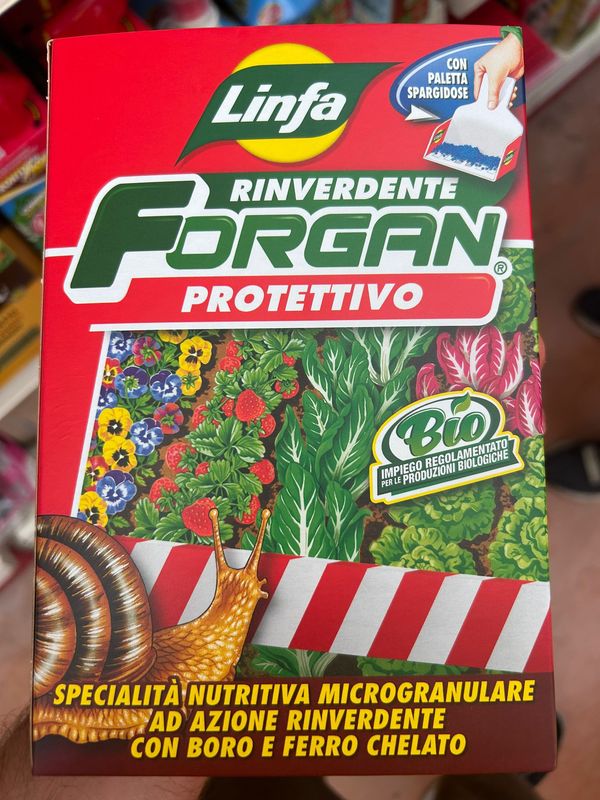 Linfa
CON
PALETTA
SPARGIDOSE
RINVERDENTE
FORGAN®
PROTETTIVO
Bio
IMPIEGO REGOLAMENTATO
PER LE PRODUZIONI BIOLOGICHE
SPECIALITÀ NUTRITIVA MICROGRANULARE
AD AZIONE RINVERDENTE
CON BORO E FERRO CHELATO